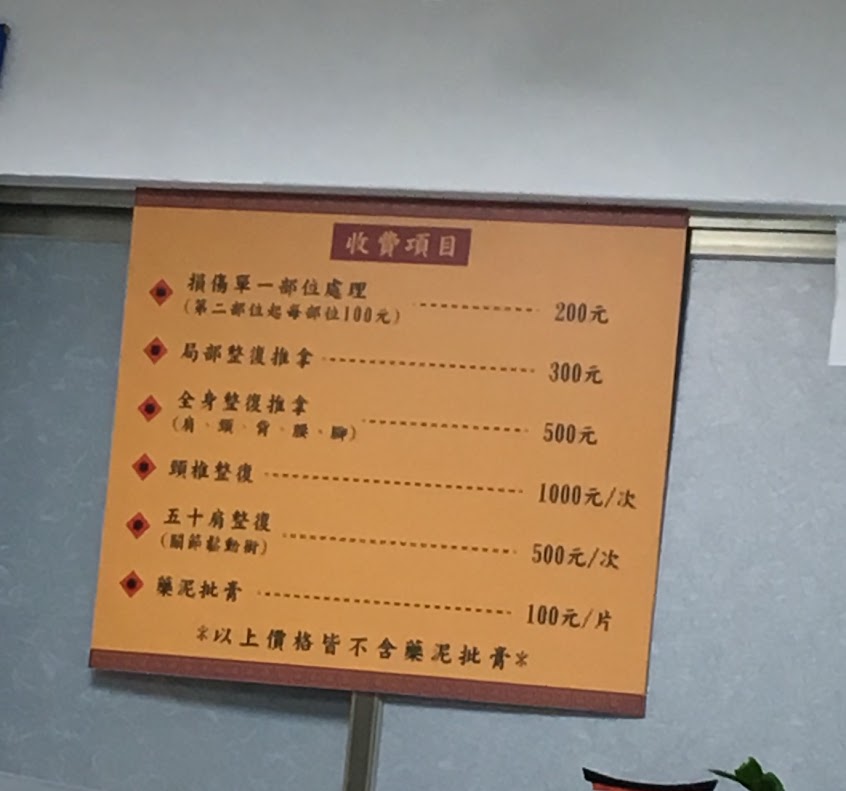 收費項目
損傷單一部位處理 200元
(第二部位起每部位100元)
局部整復推拿 300元
全身整復推拿 500元
(肩、頸、背、腰、腳)
頸椎整復 1000元/次
五十肩整復 500元/次
(關節鬆動術)
藥泥批膏 100元/片
*以上價格皆不含藥泥批膏*